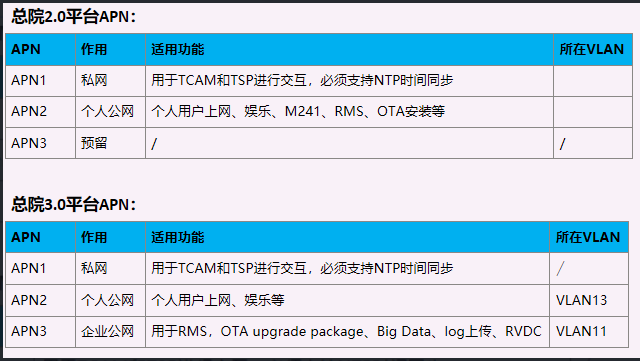 总院2.0平台APN：
APN 作用 适用功能 所在VLAN
APN1 私网 用于TCAM和TSP进行交互，必须支持NTP时间同步
APN2 个人公网 个人用户上网、娱乐、M241、RMS、OTA安装等
APN3 预留 / /
总院3.0平台APN：
APN 作用 适用功能 所在VLAN
APN1 私网 用于TCAM和TSP进行交互，必须支持NTP时间同步 /
APN2 个人公网 个人用户上网、娱乐等 VLAN13
APN3 企业公网 用于RMS，OTA upgrade package、Big Data、log上传、RVDC VLAN11